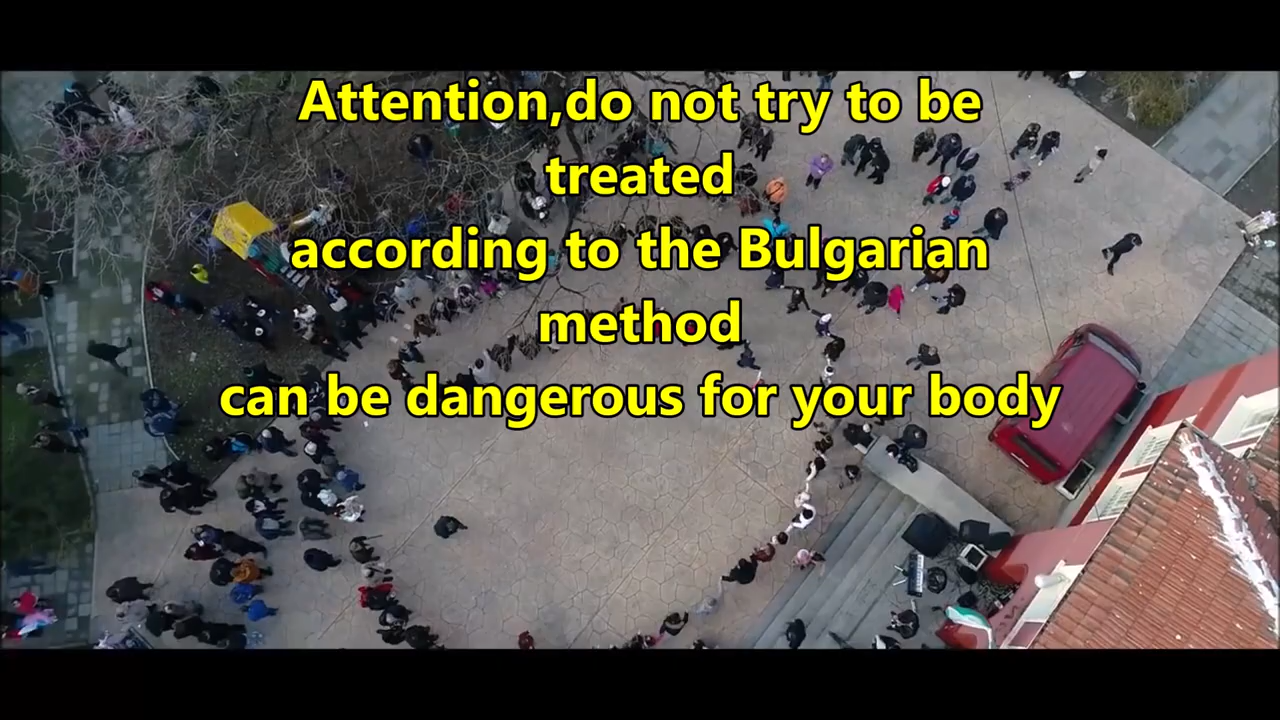 Attention,do not try to be
treated
according to the Bulgarian
method
can be dangerous for your body